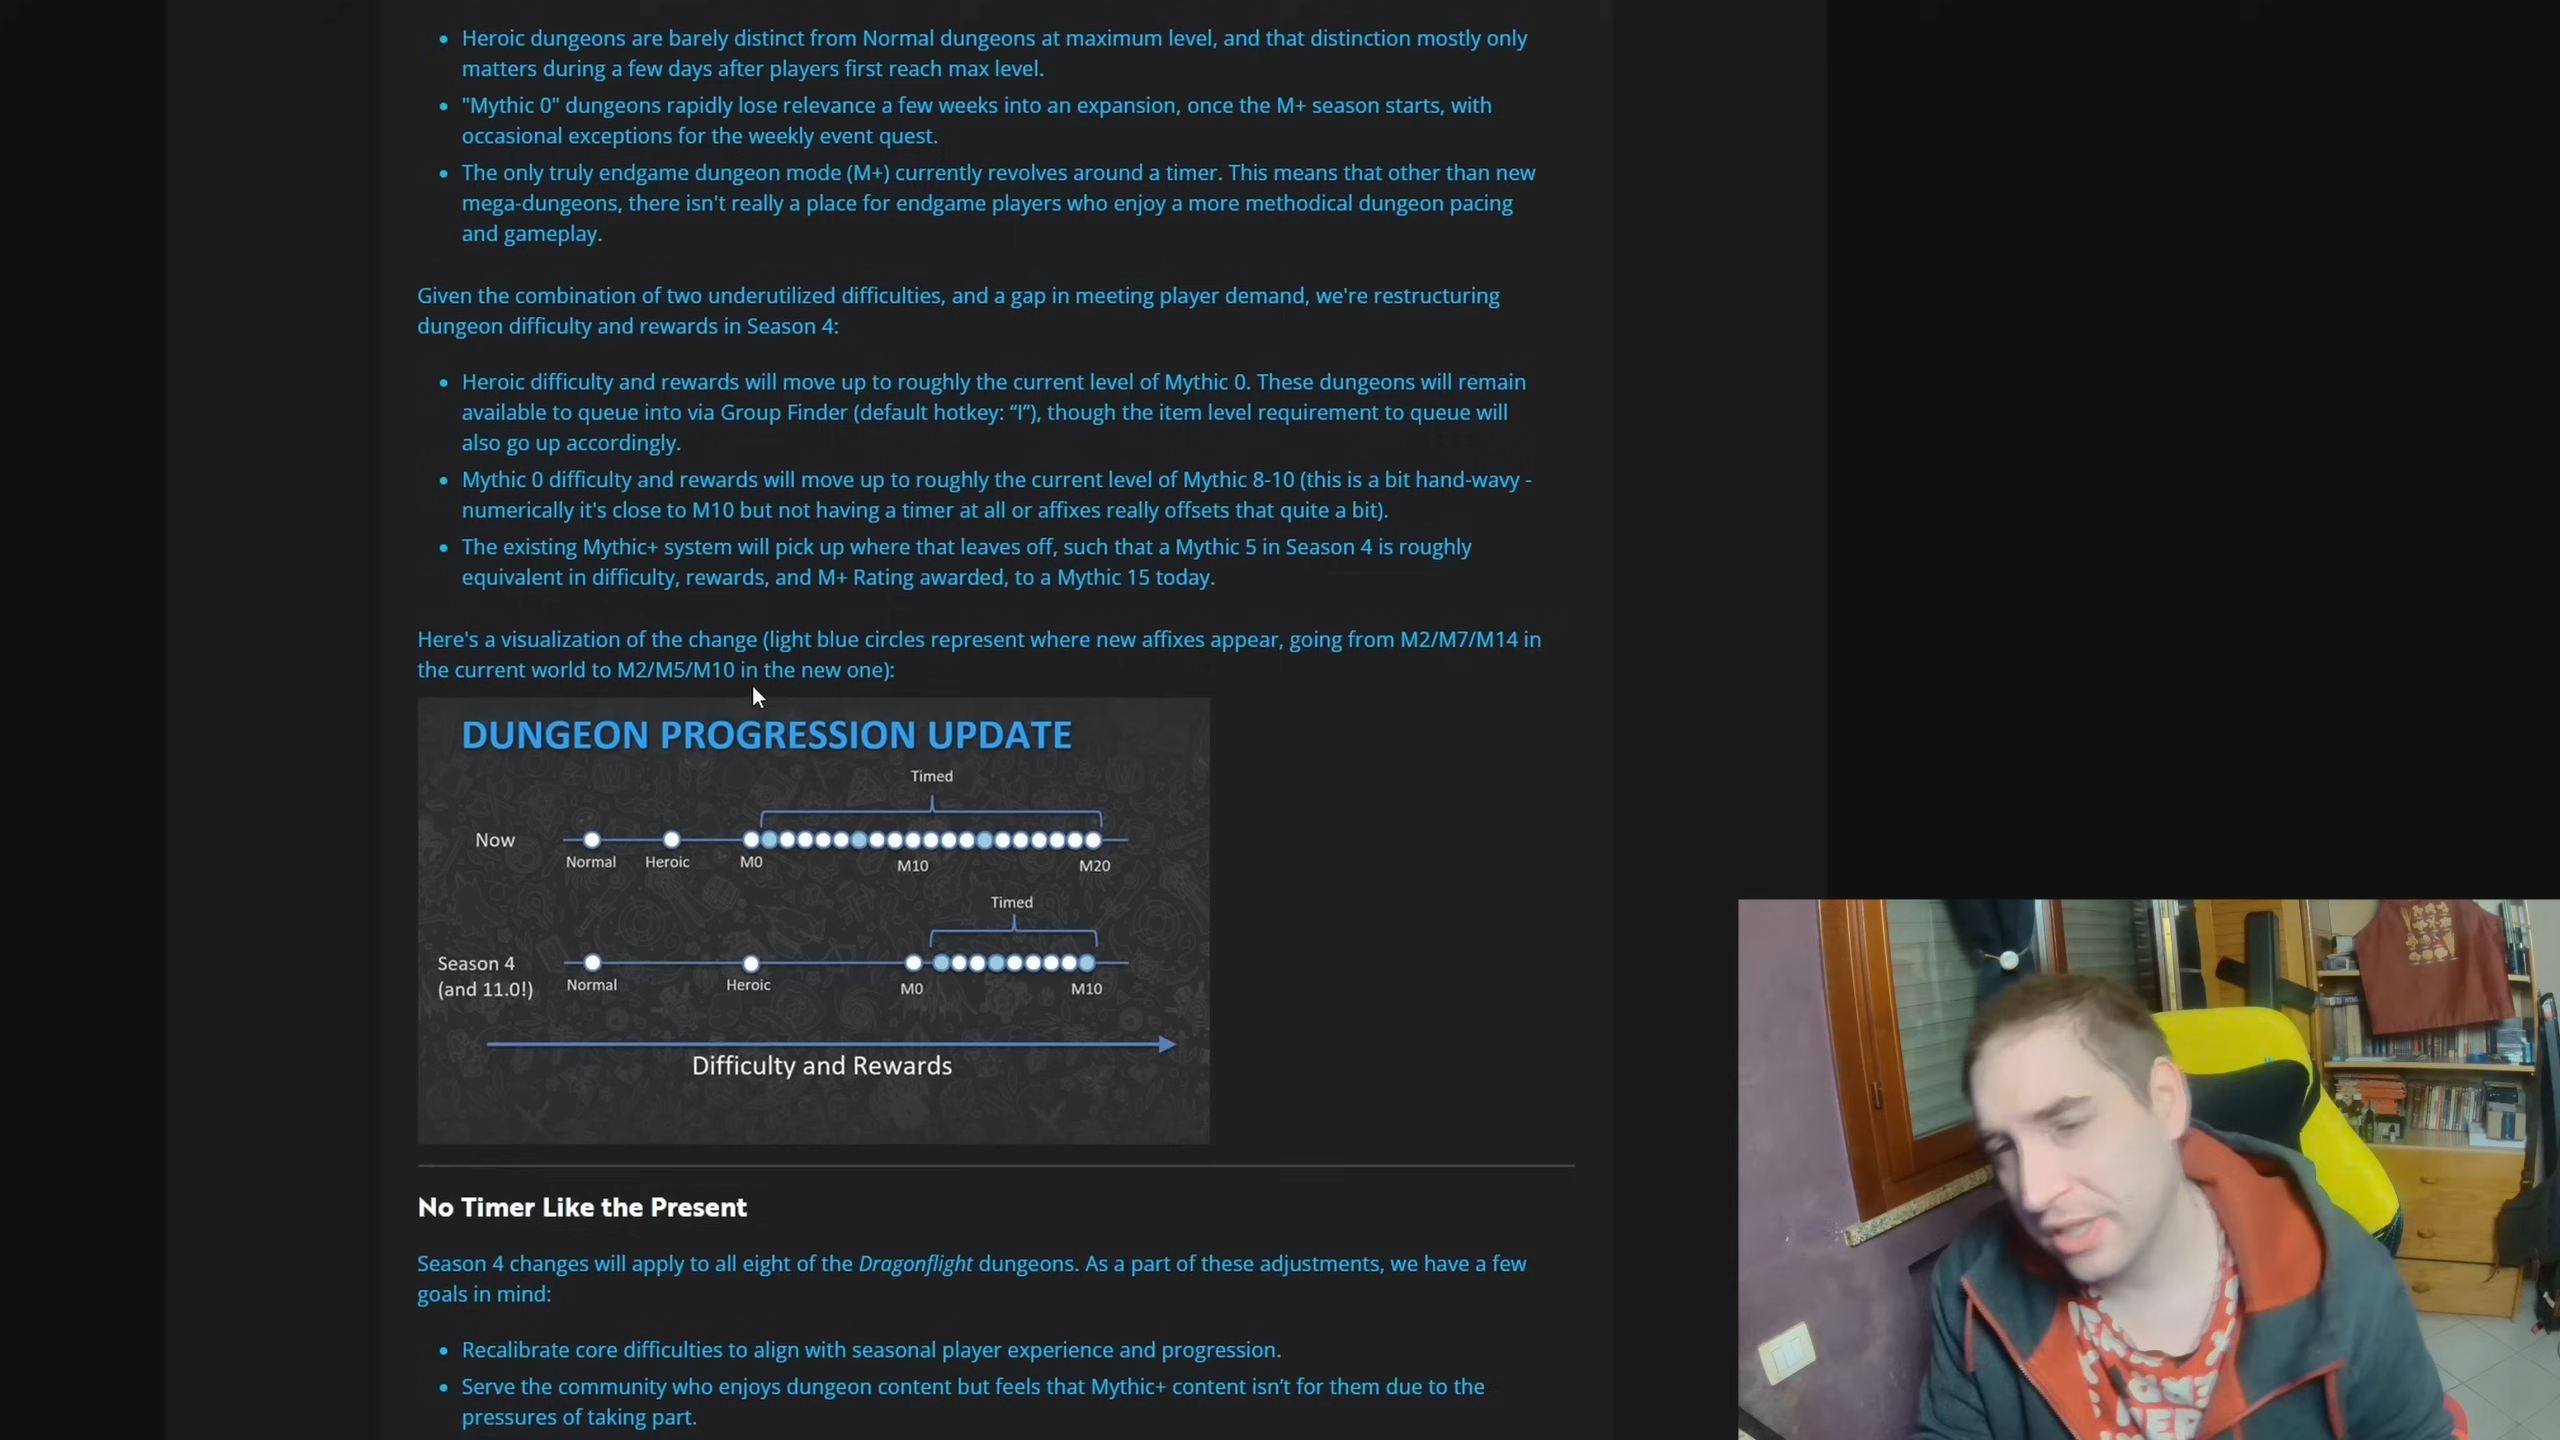 Heroic dungeons are barely distinct from Normal dungeons at maximum level, and that distinction mostly only
matters during a few days after players first reach max level.
"Mythic 0" dungeons rapidly lose relevance a few weeks into an expansion, once the M+ season starts, with
occasional exceptions for the weekly event quest.
The only truly endgame dungeon mode (M+) currently revolves around a timer. This means that other than new
mega-dungeons, there isn't really a place for endgame players who enjoy a more methodical dungeon pacing
and gameplay.
Given the combination of two underutilized difficulties, and a gap in meeting player demand, we're restructuring
dungeon difficulty and rewards in Season 4:
Heroic difficulty and rewards will move up to roughly the current level of Mythic 0. These dungeons will remain
available to queue into via Group Finder (default hotkey: “I”), though the item level requirement to queue will
also go up accordingly.
Mythic 0 difficulty and rewards will move up to roughly the current level of Mythic 8-10 (this is a bit hand-wavy -
numerically it's close to M10 but not having a timer at all or affixes really offsets that quite a bit).
The existing Mythic+ system will pick up where that leaves off, such that a Mythic 5 in Season 4 is roughly
equivalent in difficulty, rewards, and M+ Rating awarded, to a Mythic 15 today.
Here's a visualization of the change (light blue circles represent where new affixes appear, going from M2/M7/M14 in
the current world to M2/M5/M10 in the new one):
DUNGEON PROGRESSION UPDATE
Timed
Now
Normal Heroic M0 M10 M20
Timed
Season 4
(and 11.0!)
Normal Heroic M0 M10
Difficulty and Rewards
No Timer Like the Present
Season 4 changes will apply to all eight of the Dragonflight dungeons. As a part of these adjustments, we have a few
goals in mind:
Recalibrate core difficulties to align with seasonal player experience and progression.
Serve the community who enjoys dungeon content but feels that Mythic+ content isn’t for them due to the
pressures of taking part.